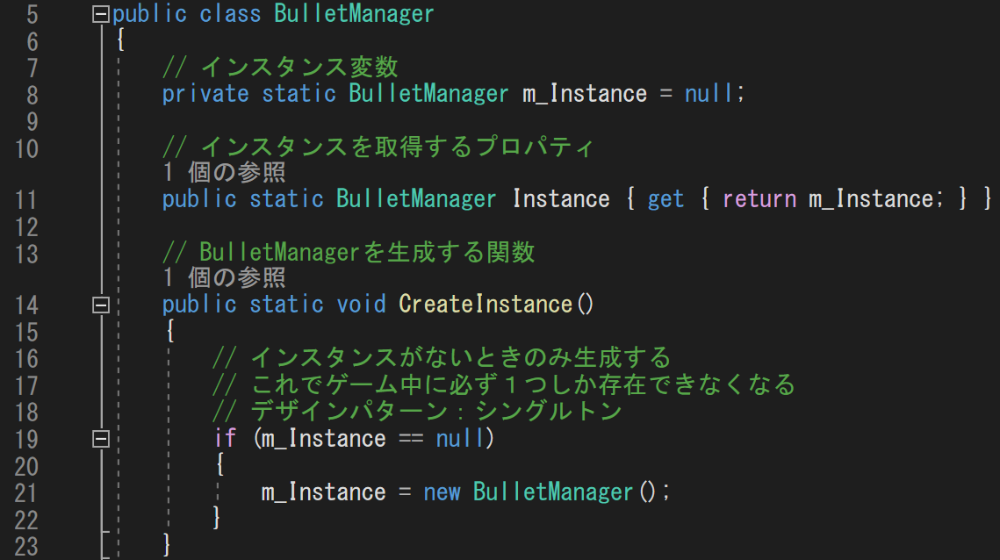 5 public class BulletManager
6 {
7 // インスタンス変数
8 private static BulletManager m_Instance = null;
9
10 // インスタンスを取得するプロパティ
1 個の参照
11 public static BulletManager Instance { get { return m_Instance; } }
12
13 // BulletManagerを生成する関数
1 個の参照
14 public static void CreateInstance()
15 {
16 // インスタンスがないときのみ生成する
17 // これでゲーム中に必ず１つしか存在できなくなる
18 // デザインパターン：シングルトン
19 if (m_Instance == null)
20 {
21 m_Instance = new BulletManager();
22 }
23 }